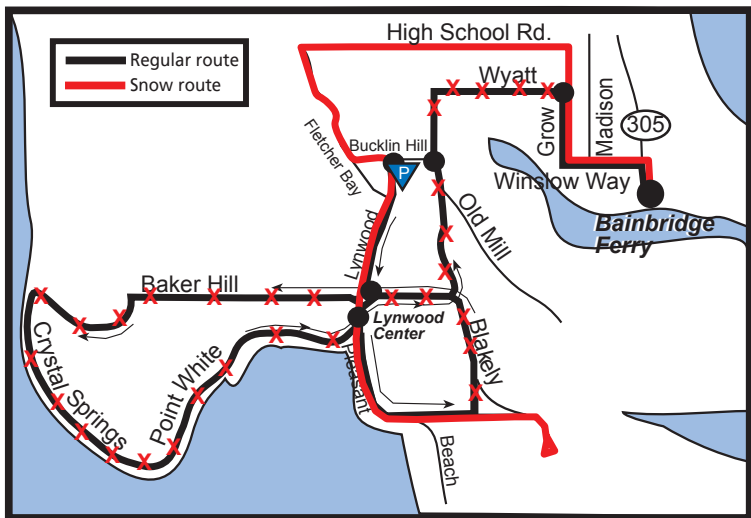 High School Rd.
Regular route
Snow route
Wyatt
Grow
Madison
305
Fletcher Bay
Bucklin Hill
P
Winslow Way
Old Mill
Bainbridge
Ferry
Lynwood
Baker Hill
Lynwood
Center
Crystal Springs
Point White
Pleasant
Blakely
Beach